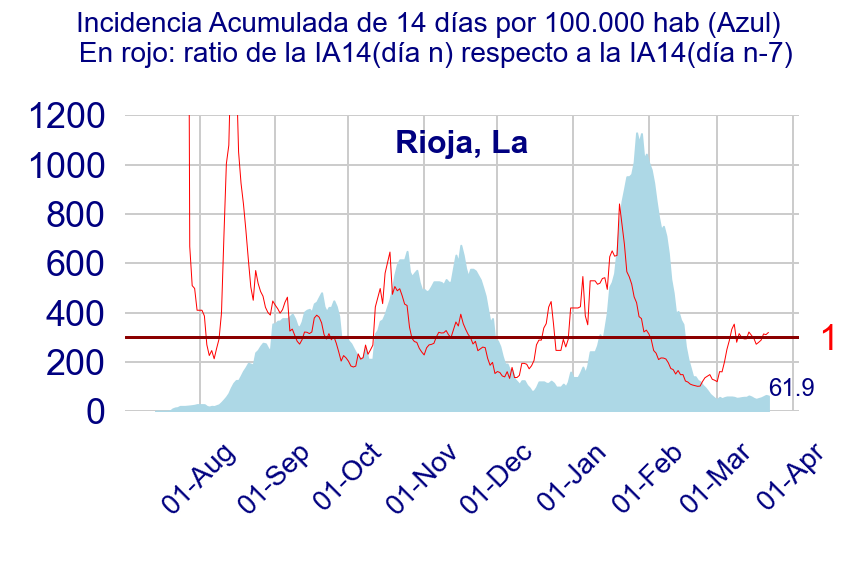 Incidencia Acumulada de 14 días por 100.000 hab (Azul)
En rojo: ratio de la IA14(día n) respecto a la IA14(día n-7)
Rioja, La
1200
1000
800
600
400
200
0
1
61.9
01-Aug
01-Sep
01-Oct
01-Nov
01-Dec
01-Jan
01-Feb
01-Mar
01-Apr